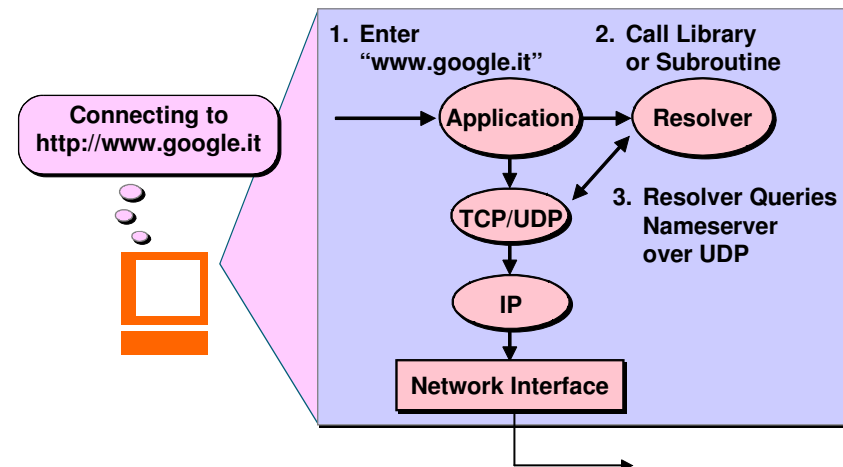 1. Enter
“www.google.it”
2. Call Library
or Subroutine
Connecting to
http://www.google.it
Application
Resolver
TCP/UDP
3. Resolver Queries
Nameserver
over UDP
IP
Network Interface